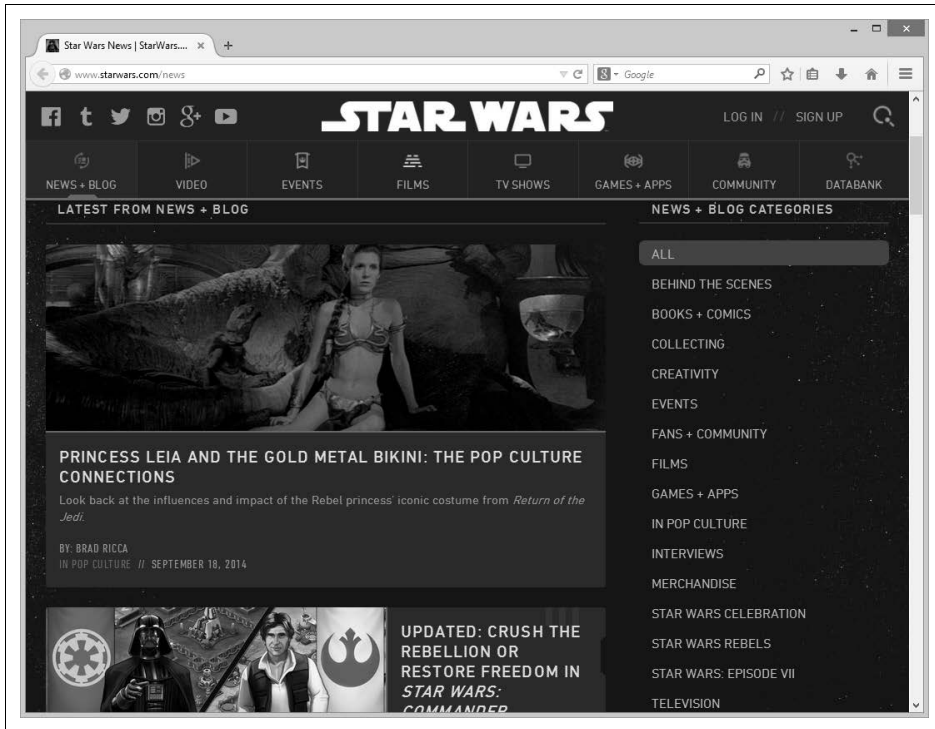 Star Wars News | StarWars....
www.starwars.com/news
Google
STAR WARS
LOG IN // SIGN UP
NEWS + BLOG
VIDEO
EVENTS
FILMS
TV SHOWS
GAMES + APPS
COMMUNITY
DATABANK
LATEST FROM NEWS + BLOG
PRINCESS LEIA AND THE GOLD METAL BIKINI: THE POP CULTURE
CONNECTIONS
Look back at the influences and impact of the Rebel princess' iconic costume from Return of the
Jedi.
BY: BRAD RICCA
IN POP CULTURE // SEPTEMBER 18, 2014
UPDATED: CRUSH THE
REBELLION OR
RESTORE FREEDOM IN
STAR WARS:
COMMANDER
NEWS + BLOG CATEGORIES
ALL
BEHIND THE SCENES
BOOKS + COMICS
COLLECTING
CREATIVITY
EVENTS
FANS + COMMUNITY
FILMS
GAMES + APPS
IN POP CULTURE
INTERVIEWS
MERCHANDISE
STAR WARS CELEBRATION
STAR WARS REBELS
STAR WARS: EPISODE VII
TELEVISION